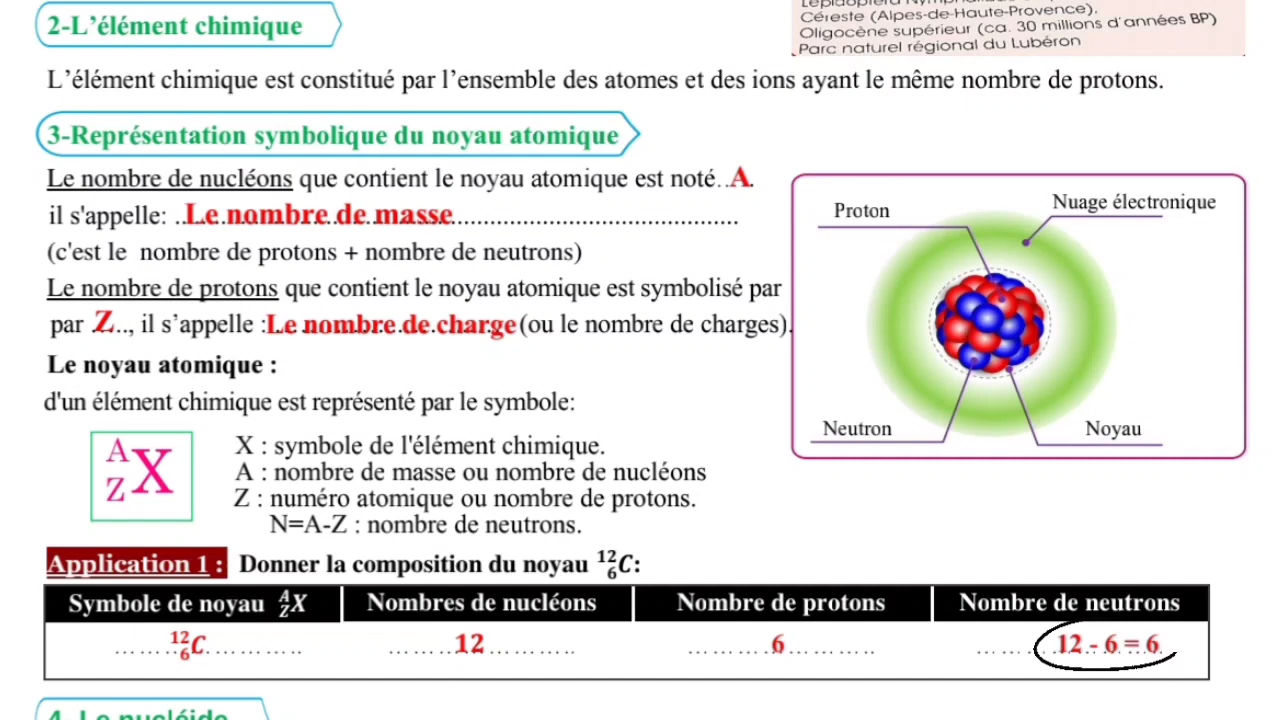 2-L'élément chimique
Céreste (Alpes-de-Haute-Provence),
Oligocène supérieur (ca. 30 millions d'années BP)
Parc naturel régional du Lubéron
L'élément chimique est constitué par l'ensemble des atomes et des ions ayant le même nombre de protons.
3-Représentation symbolique du noyau atomique
Le nombre de nucléons que contient le noyau atomique est noté..A.
il s'appelle: ..Le nombre de masse.............................................
(c'est le nombre de protons + nombre de neutrons)
Le nombre de protons que contient le noyau atomique est symbolisé par
par .Z.., il s'appelle :Le nombre de charge(ou le nombre de charges).
Le noyau atomique :
d'un élément chimique est représenté par le symbole:
Proton
Nuage électronique
Neutron
Noyau
A
Z X
X : symbole de l'élément chimique.
A : nombre de masse ou nombre de nucléons
Z : numéro atomique ou nombre de protons.
N=A-Z : nombre de neutrons.
Application 1 : Donner la composition du noyau ¹²₆C:
Symbole de noyau ᴬ_Z X Nombres de nucléons Nombre de protons Nombre de neutrons
¹²₆C 12 6 12 - 6 = 6
4- Le nucléide